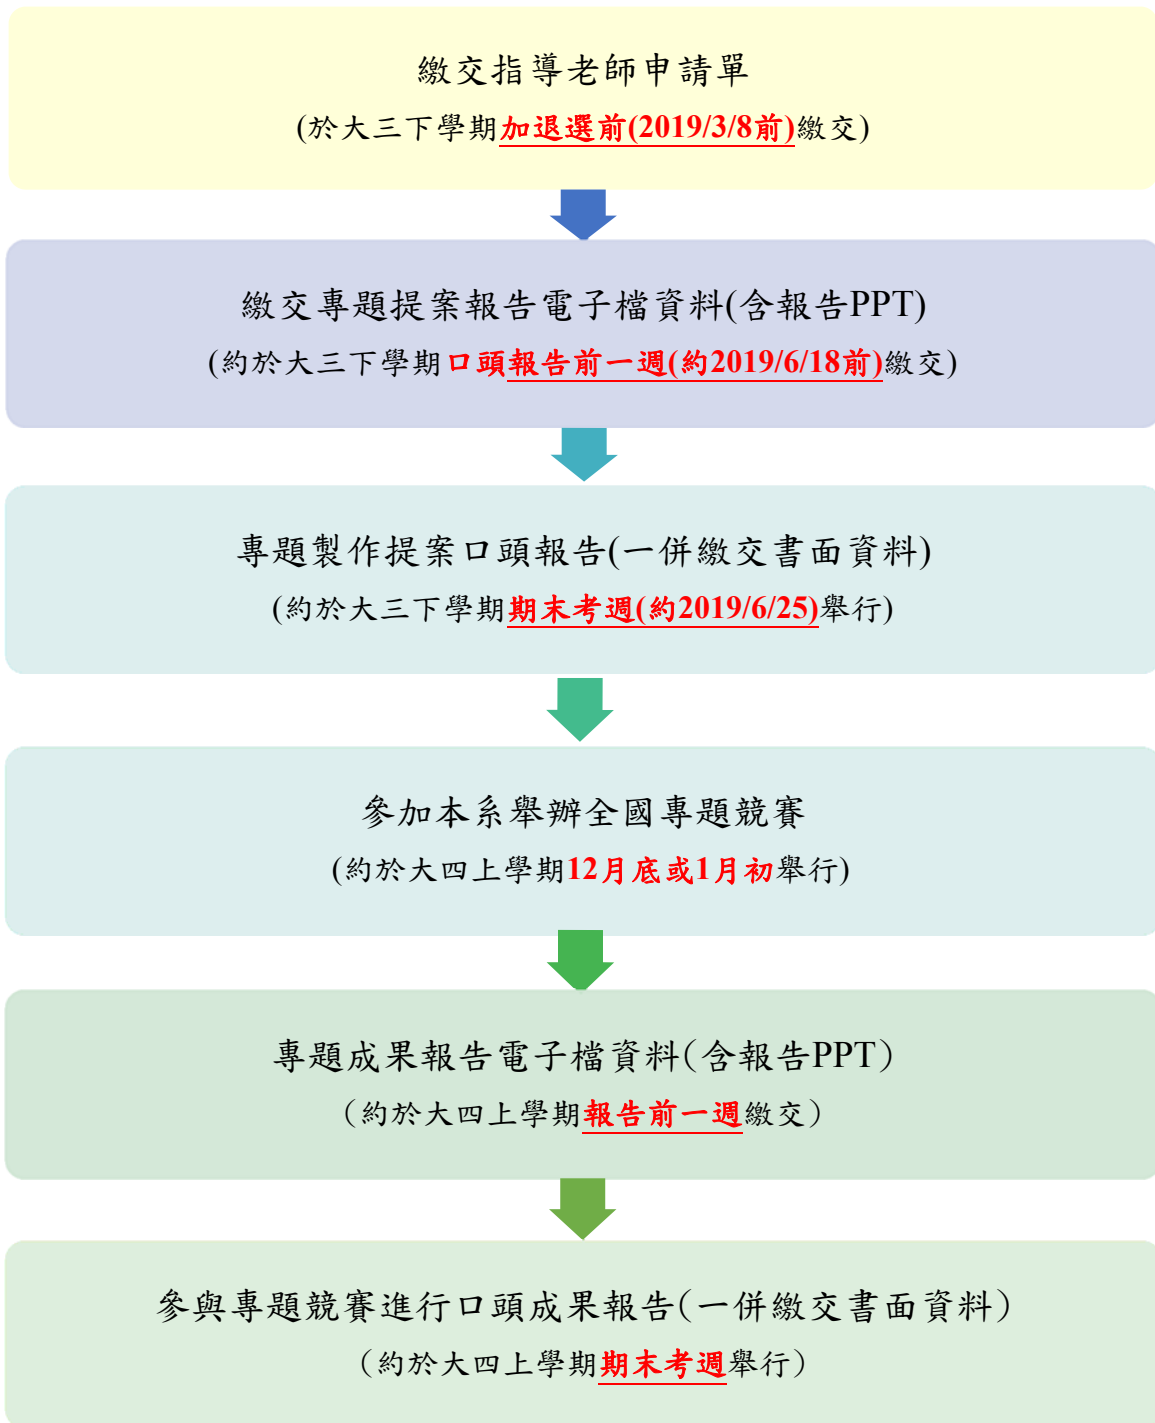 繳交指導老師申請單
(於大三下學期加退選前(2019/3/8前)繳交)
繳交專題提案報告電子檔資料(含報告PPT)
(約於大三下學期口頭報告前一週(約2019/6/18前)繳交)
專題製作提案口頭報告(一併繳交書面資料)
(約於大三下學期期末考週(約2019/6/25)舉行)
參加本系舉辦全國專題競賽
(約於大四上學期12月底或1月初舉行)
專題成果報告電子檔資料（含報告PPT）
（約於大四上學期報告前一週繳交）
參與專題競賽進行口頭成果報告（一併繳交書面資料）
（約於大四上學期期末考週舉行）